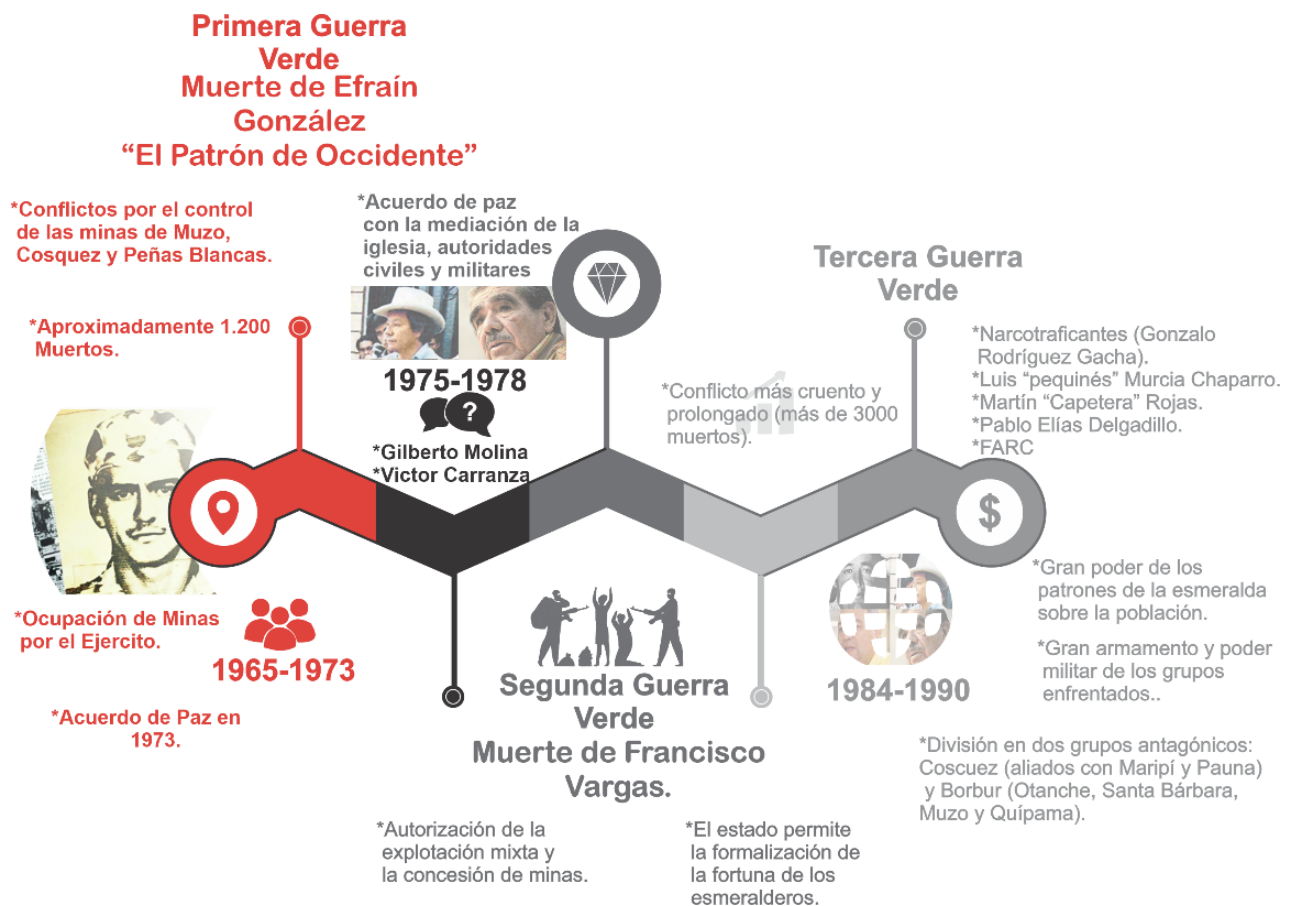 Primera Guerra
Verde
Muerte de Efraín
González
“El Patrón de Occidente”
*Conflictos por el control
de las minas de Muzo,
Cosquez y Peñas Blancas.
*Aproximadamente 1.200
Muertos.
*Ocupación de Minas
por el Ejercito.
1965-1973
*Acuerdo de Paz en
1973.
*Acuerdo de paz
con la mediación de la
iglesia, autoridades
civiles y militares
1975-1978
?
*Gilberto Molina
*Victor Carranza
Segunda Guerra
Verde
Muerte de Francisco
Vargas.
*Autorización de la
explotación mixta y
la concesión de minas.
*El estado permite
la formalización de
la fortuna de los
esmeralderos.
Tercera Guerra
Verde
*Conflicto más cruento y
prolongado (más de 3000
muertos).
*Narcotraficantes (Gonzalo
Rodríguez Gacha).
*Luis “pequinés” Murcia Chaparro.
*Martín “Capetera” Rojas.
*Pablo Elías Delgadillo.
*FARC
$
1984-1990
*Gran poder de los
patrones de la esmeralda
sobre la población.
*Gran armamento y poder
militar de los grupos
enfrentados..
*División en dos grupos antagónicos:
Coscuez (aliados con Maripí y Pauna)
y Borbur (Otanche, Santa Bárbara,
Muzo y Quípama).